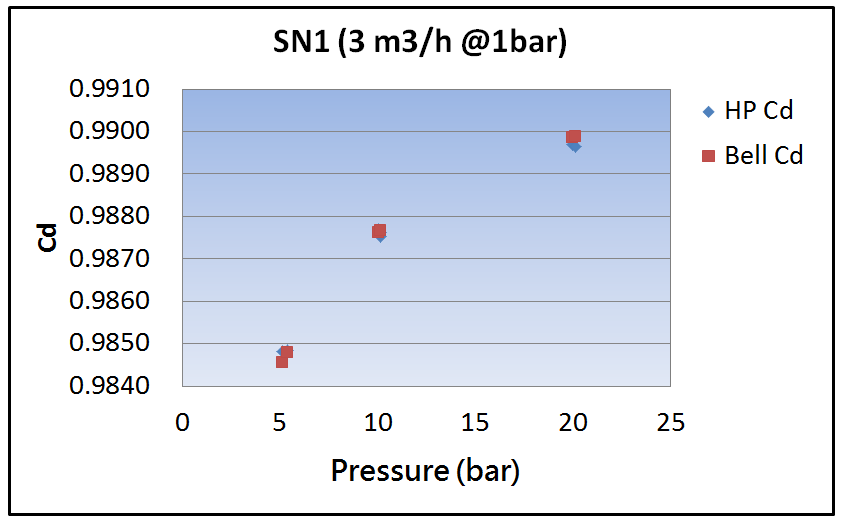 SN1 (3 m3/h @1bar)
0.9910
0.9900
0.9890
0.9880
0.9870
0.9860
0.9850
0.9840
Cd
0 5 10 15 20 25
Pressure (bar)
HP Cd
Bell Cd